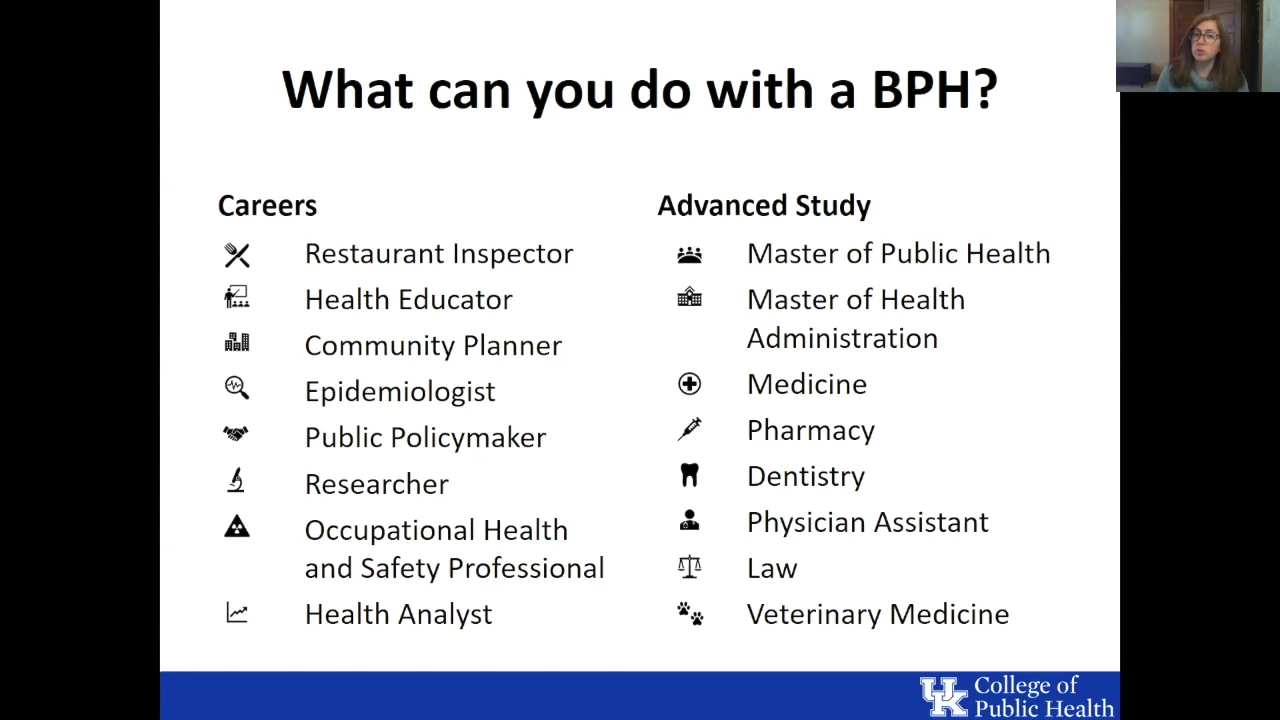 What can you do with a BPH?
Careers
Restaurant Inspector
Health Educator
Community Planner
Epidemiologist
Public Policymaker
Researcher
Occupational Health
and Safety Professional
Health Analyst
Advanced Study
Master of Public Health
Master of Health
Administration
Medicine
Pharmacy
Dentistry
Physician Assistant
Law
Veterinary Medicine
UK
College of
Public Health